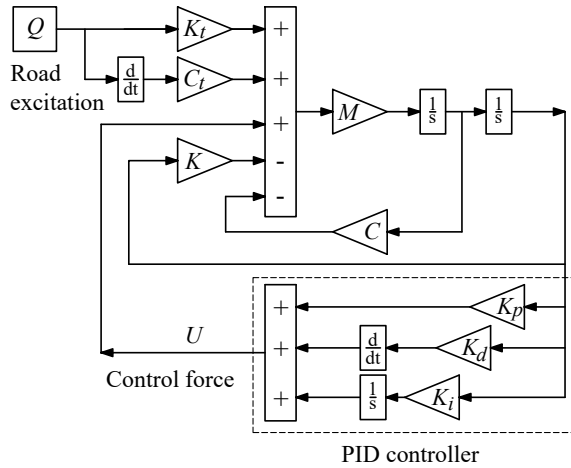 Q
Road
excitation
K_t
d/dt
C_t
+
+
+
-
-
K
M
1/s
1/s
C
U
Control force
+
+
+
K_p
d/dt
K_d
1/s
K_i
PID controller